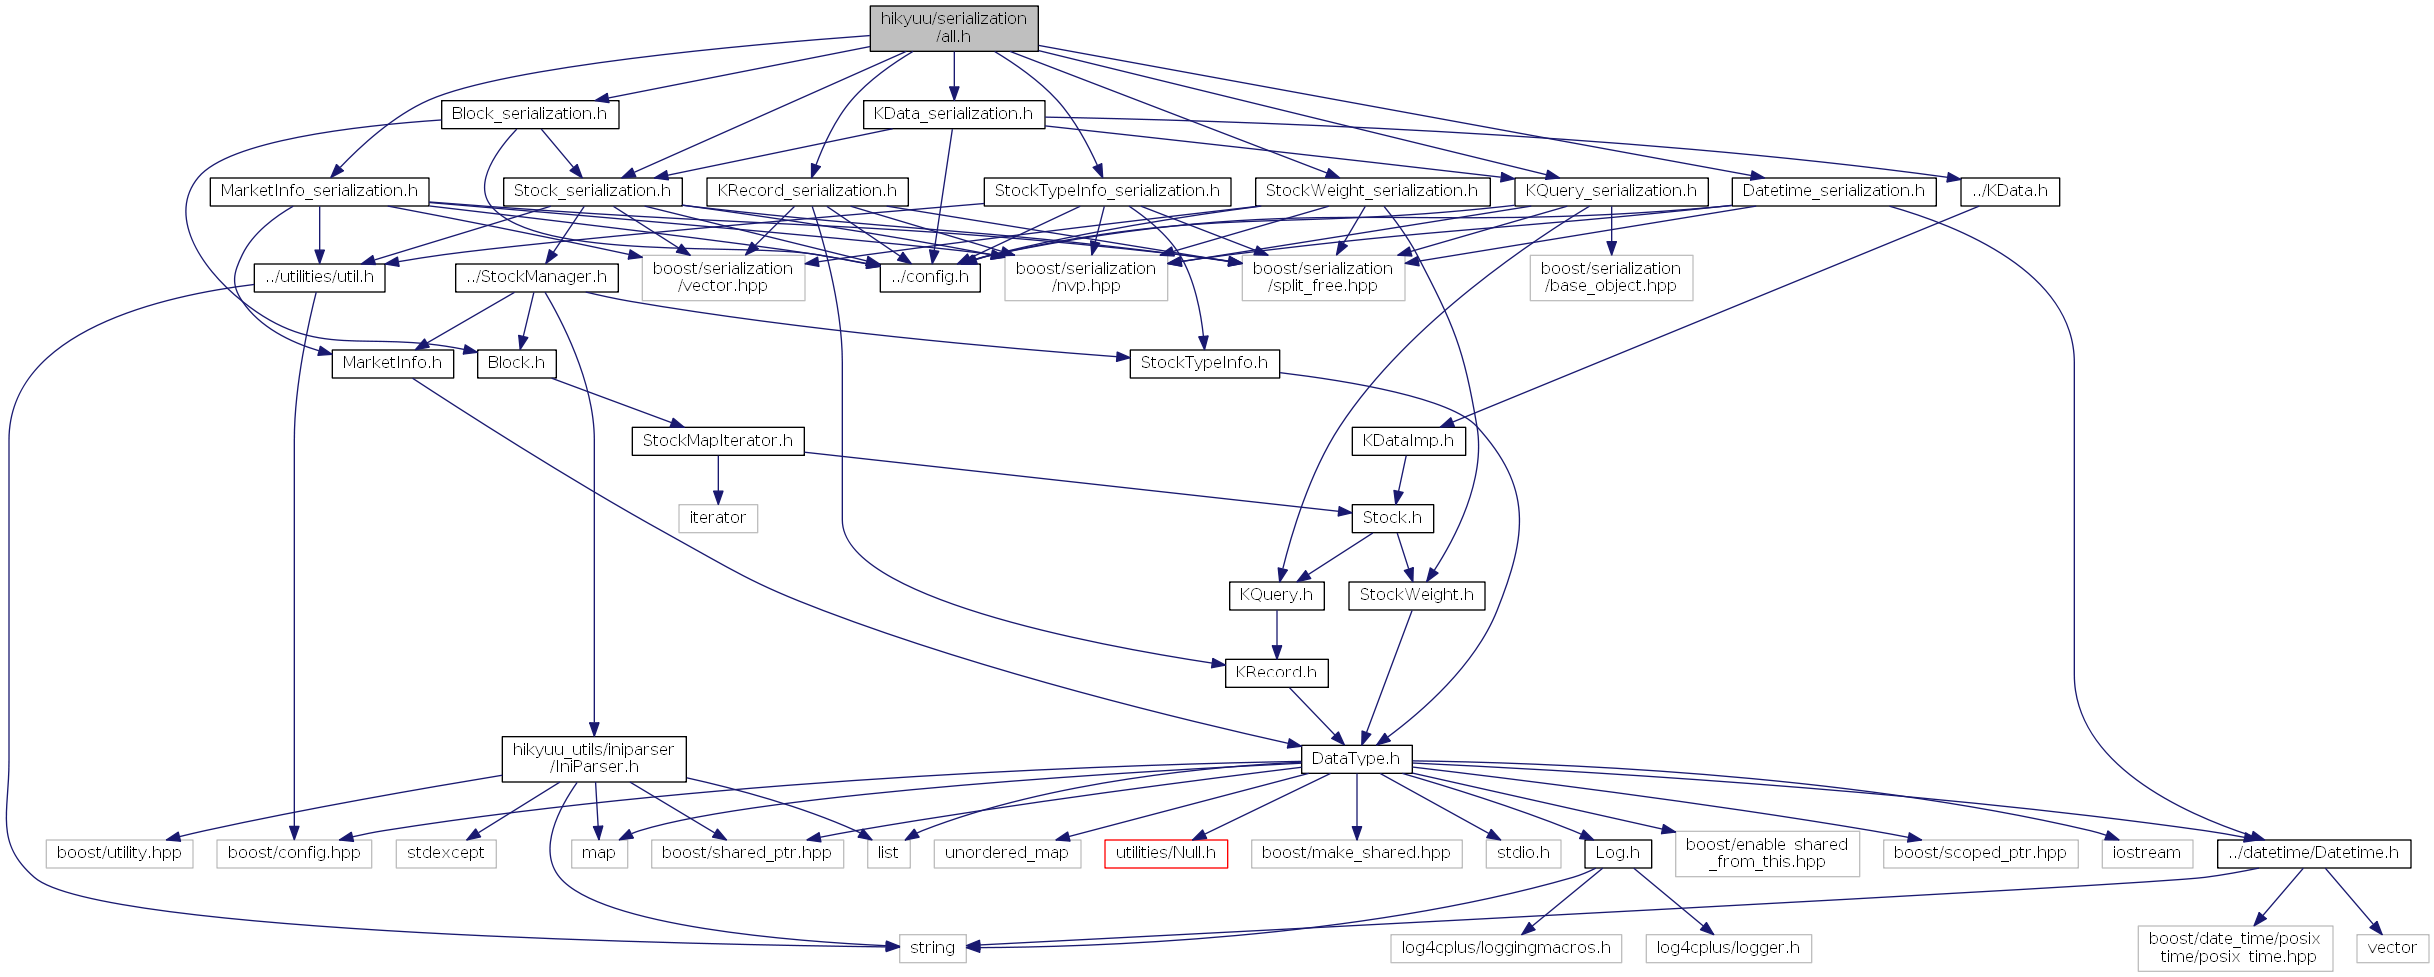 hikyuu/serialization
/all.h
Block_serialization.h
KData_serialization.h
MarketInfo_serialization.h
Stock_serialization.h
KRecord_serialization.h
StockTypeInfo_serialization.h
StockWeight_serialization.h
KQuery_serialization.h
Datetime_serialization.h
../KData.h
../utilities/util.h
../StockManager.h
boost/serialization
/vector.hpp
../config.h
boost/serialization
/nvp.hpp
boost/serialization
/split_free.hpp
boost/serialization
/base_object.hpp
MarketInfo.h
Block.h
StockTypeInfo.h
StockMapIterator.h
KDataImp.h
iterator
Stock.h
KQuery.h
StockWeight.h
KRecord.h
hikyuu_utils/iniparser
/IniParser.h
DataType.h
boost/utility.hpp
boost/config.hpp
stdexcept
map
boost/shared_ptr.hpp
list
unordered_map
utilities/Null.h
boost/make_shared.hpp
stdio.h
Log.h
boost/enable_shared
_from_this.hpp
boost/scoped_ptr.hpp
iostream
../datetime/Datetime.h
string
log4cplus/loggingmacros.h
log4cplus/logger.h
boost/date_time/posix
_time/posix_time.hpp
vector